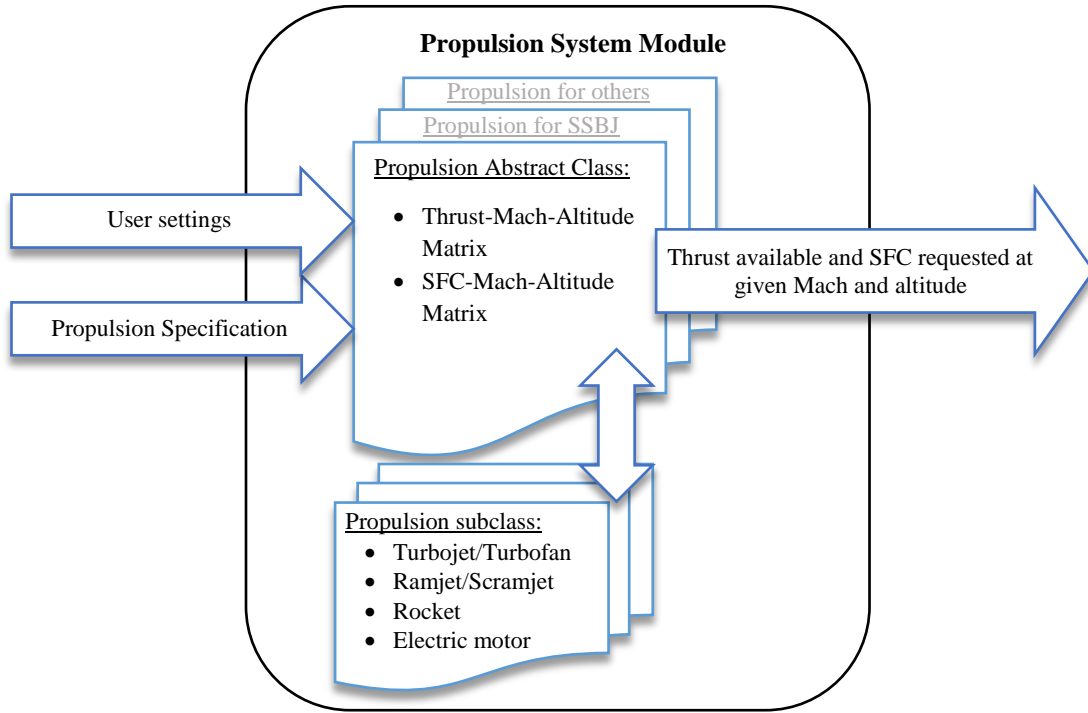 Propulsion System Module
Propulsion for others
Propulsion for SSBJ
Propulsion Abstract Class:
• Thrust-Mach-Altitude
Matrix
• SFC-Mach-Altitude
Matrix
User settings
Propulsion Specification
Thrust available and SFC requested at
given Mach and altitude
Propulsion subclass:
• Turbojet/Turbofan
• Ramjet/Scramjet
• Rocket
• Electric motor